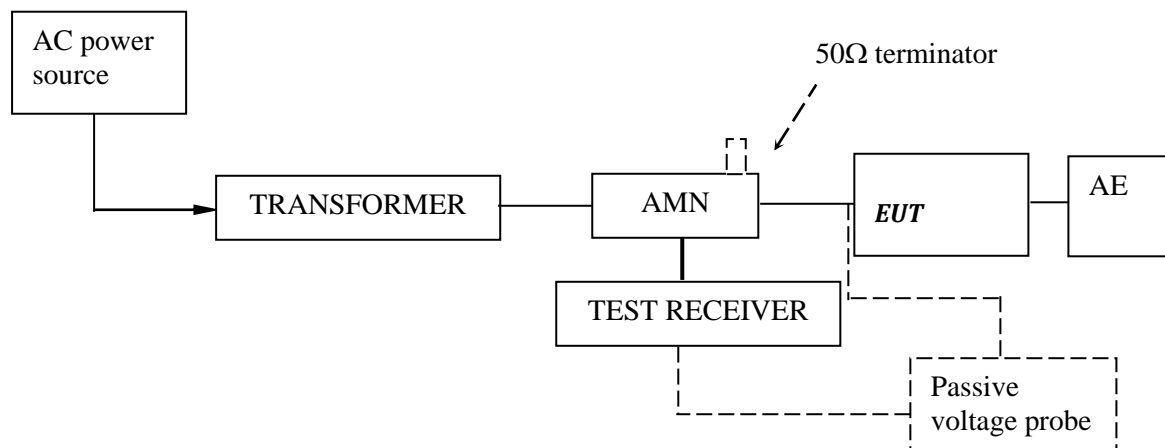 AC power
source
50Ω terminator
TRANSFORMER
AMN
EUT
AE
TEST RECEIVER
Passive
voltage probe